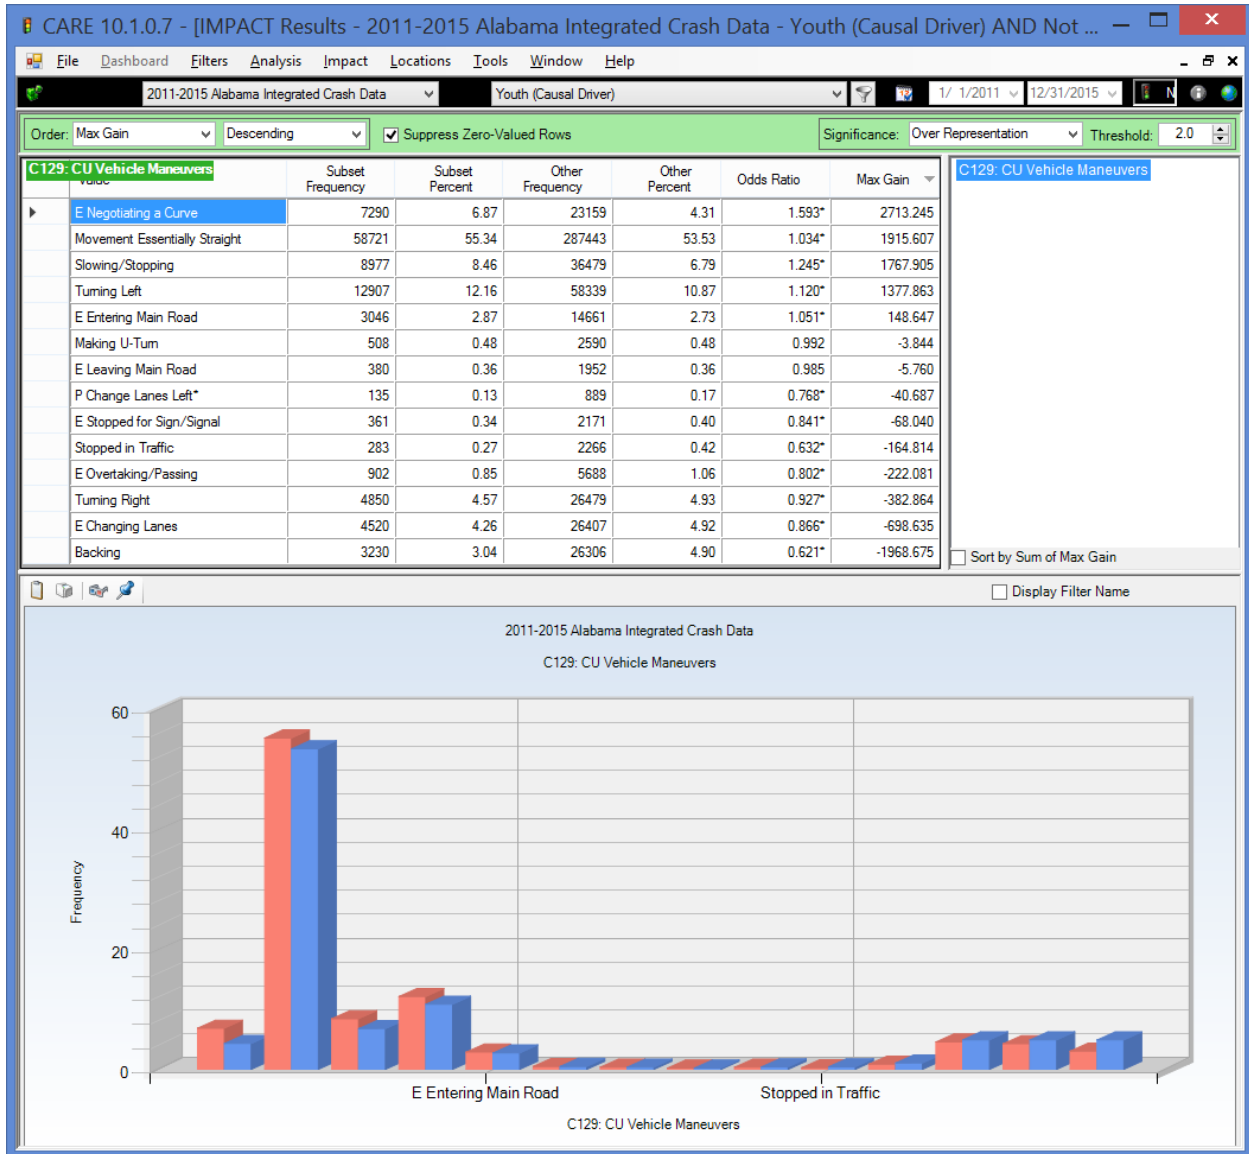 CARE 10.1.0.7 - [IMPACT Results - 2011-2015 Alabama Integrated Crash Data - Youth (Causal Driver) AND Not ...
File Dashboard Filters Analysis Impact Locations Tools Window Help
2011-2015 Alabama Integrated Crash Data Youth (Causal Driver) 1/ 1/2011 12/31/2015 N
Order: Max Gain Descending Suppress Zero-Valued Rows Significance: Over Representation Threshold: 2.0
C129: CU Vehicle Maneuvers Subset Frequency Subset Percent Other Frequency Other Percent Odds Ratio Max Gain C129: CU Vehicle Maneuvers
E Negotiating a Curve 7290 6.87 23159 4.31 1.593* 2713.245
Movement Essentially Straight 58721 55.34 287443 53.53 1.034* 1915.607
Slowing/Stopping 8977 8.46 36479 6.79 1.245* 1767.905
Turning Left 12907 12.16 58339 10.87 1.120* 1377.863
E Entering Main Road 3046 2.87 14661 2.73 1.051* 148.647
Making U-Turn 508 0.48 2590 0.48 0.992 -3.844
E Leaving Main Road 380 0.36 1952 0.36 0.985 -5.760
P Change Lanes Left* 135 0.13 889 0.17 0.768* -40.687
E Stopped for Sign/Signal 361 0.34 2171 0.40 0.841* -68.040
Stopped in Traffic 283 0.27 2266 0.42 0.632* -164.814
E Overtaking/Passing 902 0.85 5688 1.06 0.802* -222.081
Turning Right 4850 4.57 26479 4.93 0.927* -382.864
E Changing Lanes 4520 4.26 26407 4.92 0.866* -698.635
Backing 3230 3.04 26306 4.90 0.621* -1968.675
Sort by Sum of Max Gain
Display Filter Name
2011-2015 Alabama Integrated Crash Data
C129: CU Vehicle Maneuvers
60
40
Frequency
20
0
E Entering Main Road Stopped in Traffic
C129: CU Vehicle Maneuvers